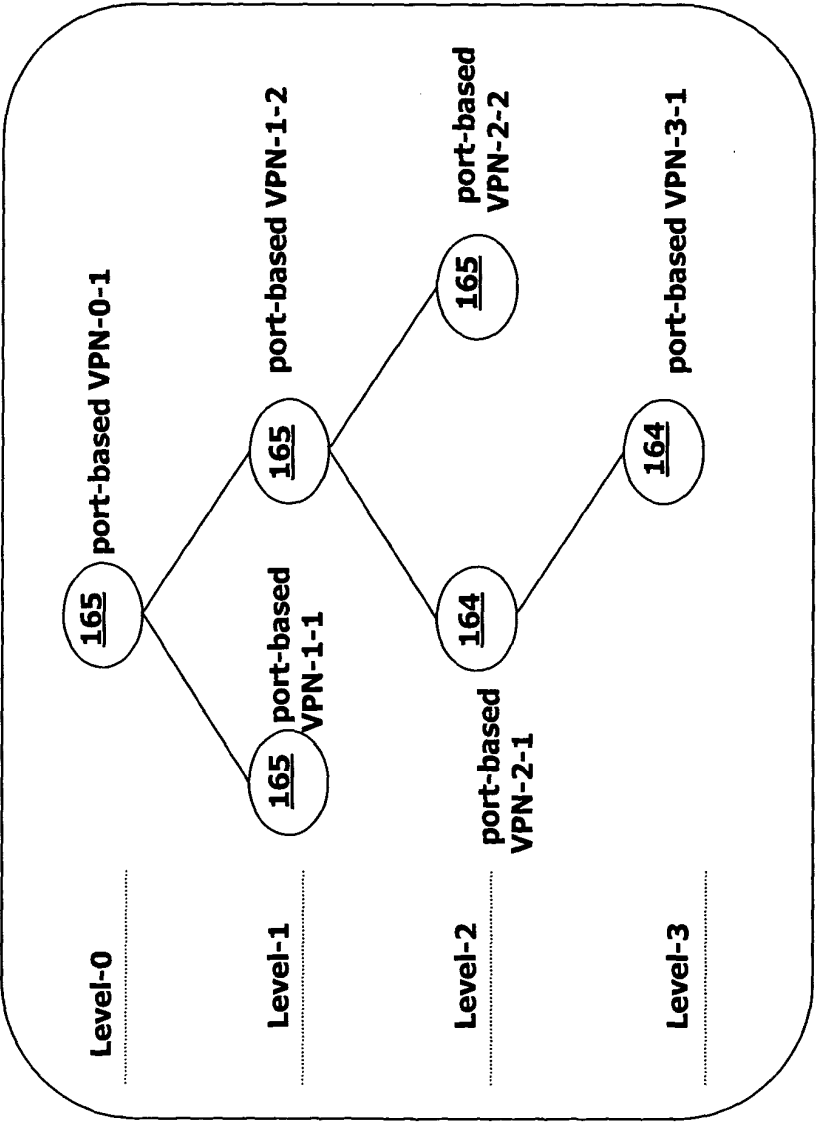 Level-0
165
port-based VPN-0-1
Level-1
165
port-based
VPN-1-1
165
port-based VPN-1-2
Level-2
port-based
VPN-2-1
164
165
port-based
VPN-2-2
Level-3
164
port-based VPN-3-1